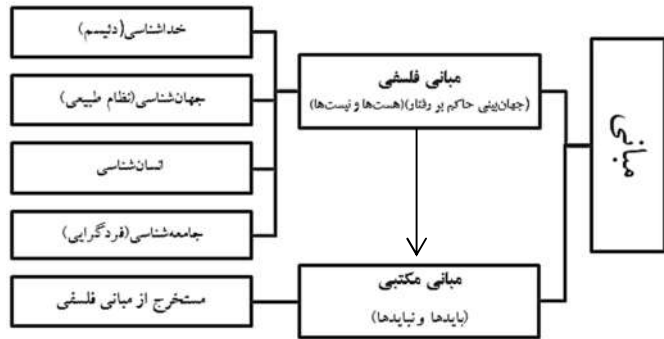 مبانی
مبانی فلسفی
(جهان‌بینی حاکم بر رفتار)(هست‌ها و نیست‌ها)
خداشناسی(دئیسم)
جهان‌شناسی(نظام طبیعی)
انسان‌شناسی
جامعه‌شناسی(فردگرایی)
مبانی مکتبی
(بایدها و نبایدها)
مستخرج از مبانی فلسفی